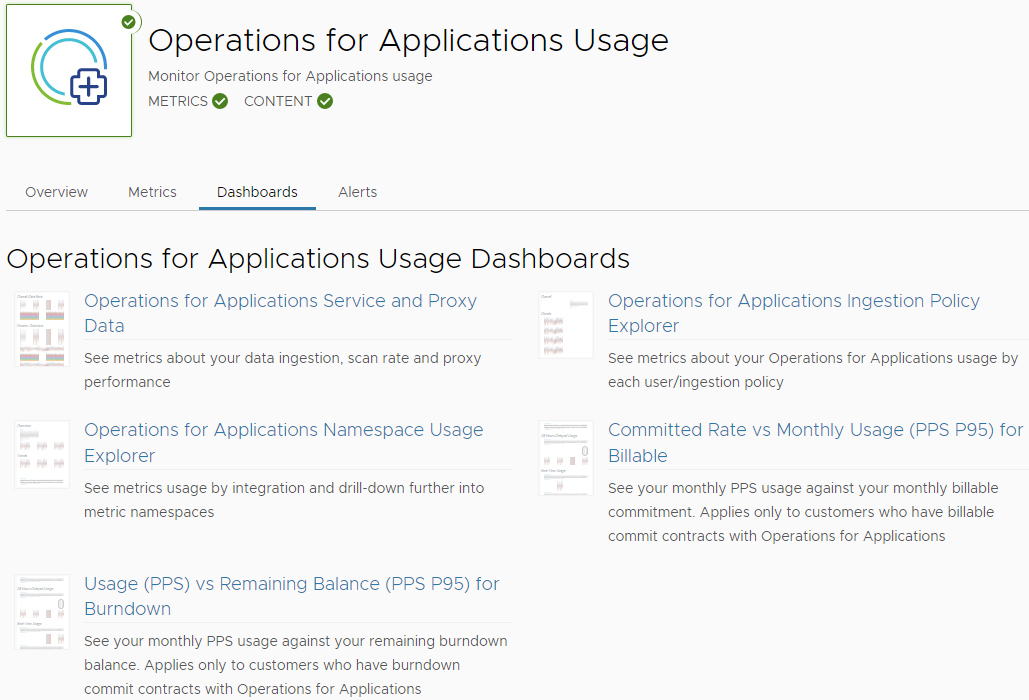 Operations for Applications Usage
Monitor Operations for Applications usage
METRICS CONTENT
Overview Metrics Dashboards Alerts
Operations for Applications Usage Dashboards
Operations for Applications Service and Proxy
Data
See metrics about your data ingestion, scan rate and proxy
performance
Operations for Applications Ingestion Policy
Explorer
See metrics about your Operations for Applications usage by
each user/ingestion policy
Operations for Applications Namespace Usage
Explorer
See metrics usage by integration and drill-down further into
metric namespaces
Committed Rate vs Monthly Usage (PPS P95) for
Billable
See your monthly PPS usage against your monthly billable
commitment. Applies only to customers who have billable
commit contracts with Operations for Applications
Usage (PPS) vs Remaining Balance (PPS P95) for
Burndown
See your monthly PPS usage against your remaining burndown
balance. Applies only to customers who have burndown
commit contracts with Operations for Applications